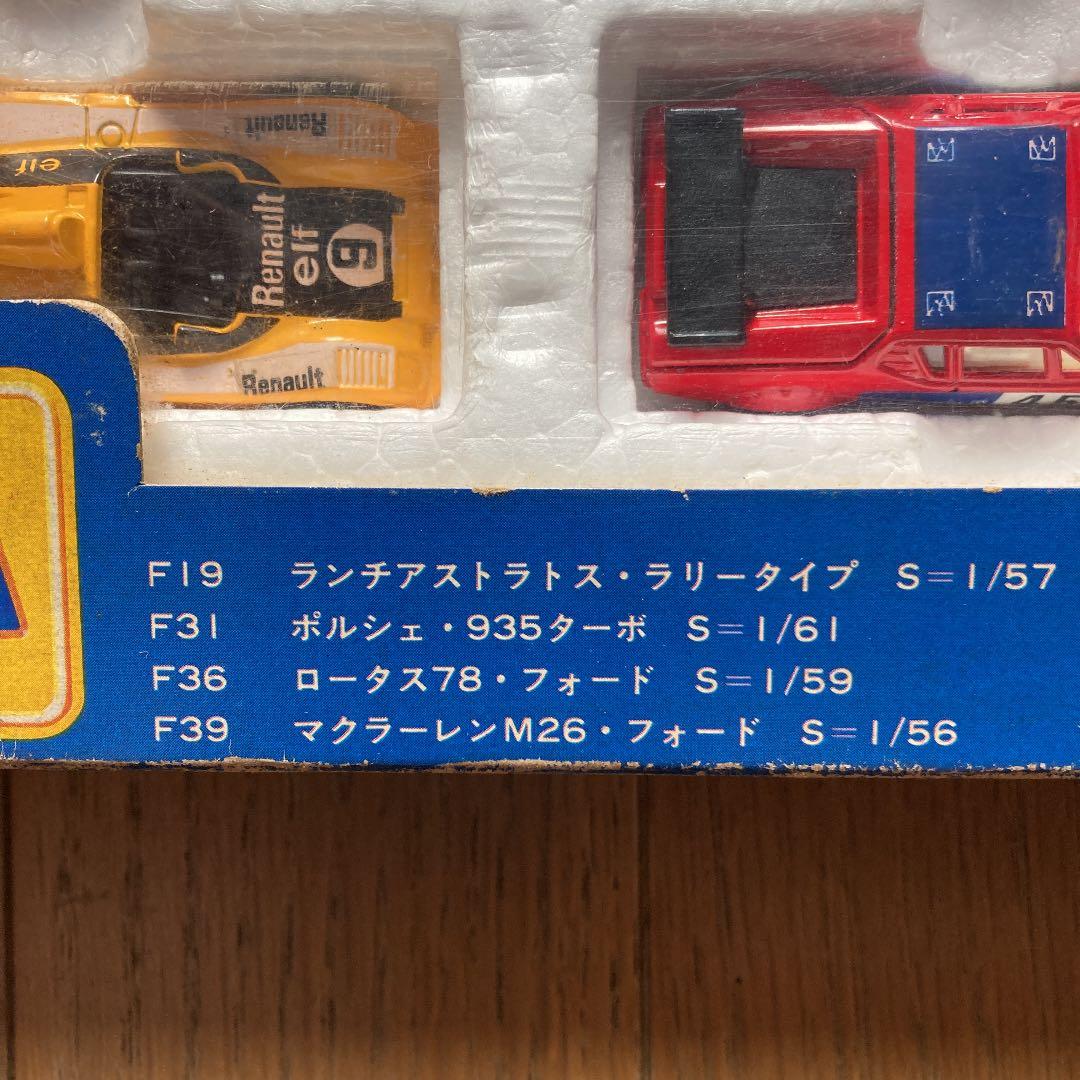 Renault
elf
Renault
elf
9
Renault
F19 ランチアストラトス・ラリータイプ S=1/57
F31 ポルシェ・935ターボ S=1/61
F36 ロータス78・フォード S=1/59
F39 マクラーレンM26・フォード S=1/56